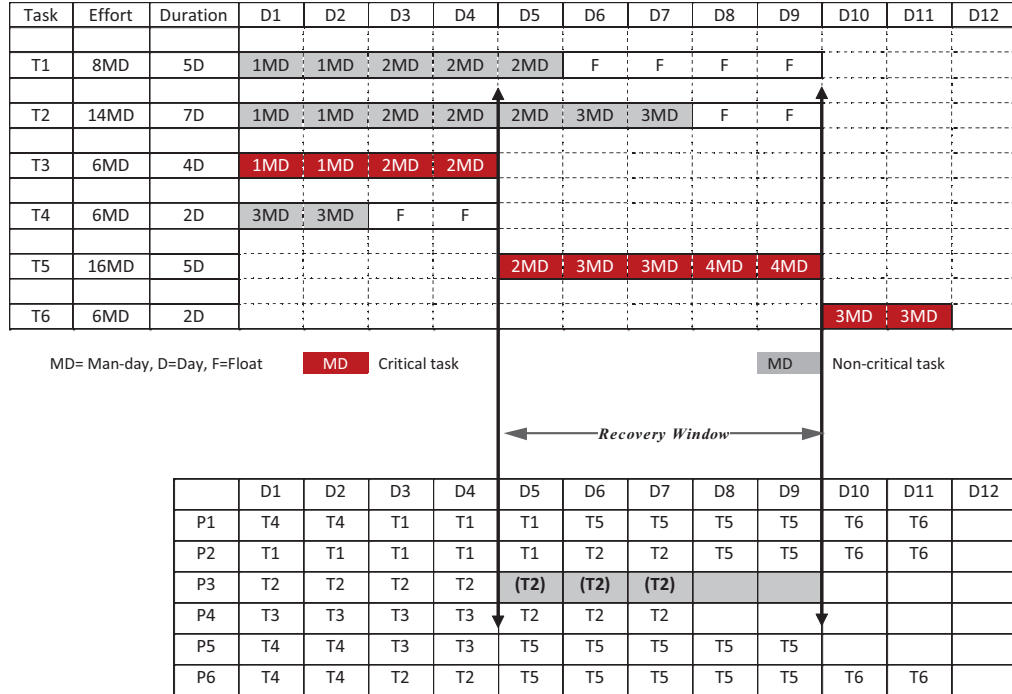 Task Effort Duration D1 D2 D3 D4 D5 D6 D7 D8 D9 D10 D11 D12
T1 8MD 5D 1MD 1MD 2MD 2MD 2MD F F F F
T2 14MD 7D 1MD 1MD 2MD 2MD 2MD 3MD 3MD F F
T3 6MD 4D 1MD 1MD 2MD 2MD
T4 6MD 2D 3MD 3MD F F
T5 16MD 5D 2MD 3MD 3MD 4MD 4MD
T6 6MD 2D 3MD 3MD
MD= Man-day, D=Day, F=Float MD Critical task MD Non-critical task
Recovery Window
D1 D2 D3 D4 D5 D6 D7 D8 D9 D10 D11 D12
P1 T4 T4 T1 T1 T1 T5 T5 T5 T5 T6 T6
P2 T1 T1 T1 T1 T1 T2 T2 T5 T5 T6 T6
P3 T2 T2 T2 T2 (T2) (T2) (T2)
P4 T3 T3 T3 T3 T2 T2 T2
P5 T4 T4 T3 T3 T5 T5 T5 T5 T5
P6 T4 T4 T2 T2 T5 T5 T5 T5 T5 T6 T6